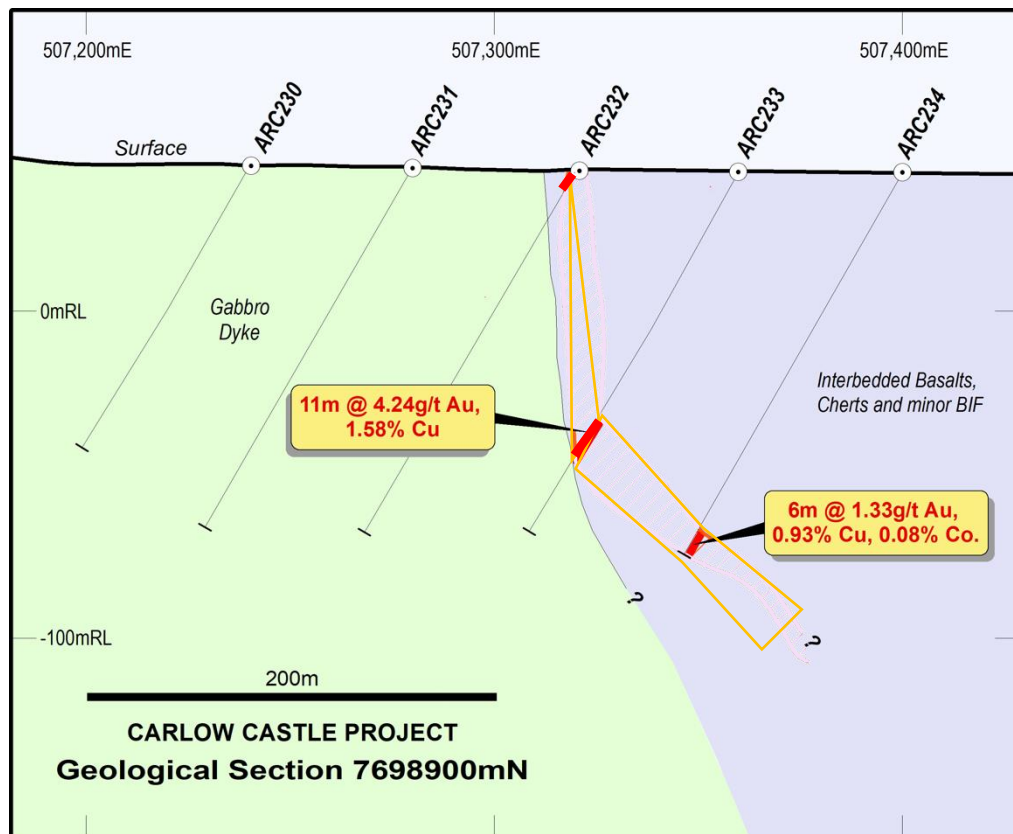 507,200mE
507,300mE
507,400mE
ARC230
ARC231
ARC232
ARC233
ARC234
Surface
0mRL
Gabbro
Dyke
Interbedded Basalts,
Cherts and minor BIF
11m @ 4.24g/t Au,
1.58% Cu
6m @ 1.33g/t Au,
0.93% Cu, 0.08% Co.
?
?
-100mRL
200m
CARLOW CASTLE PROJECT
Geological Section 7698900mN